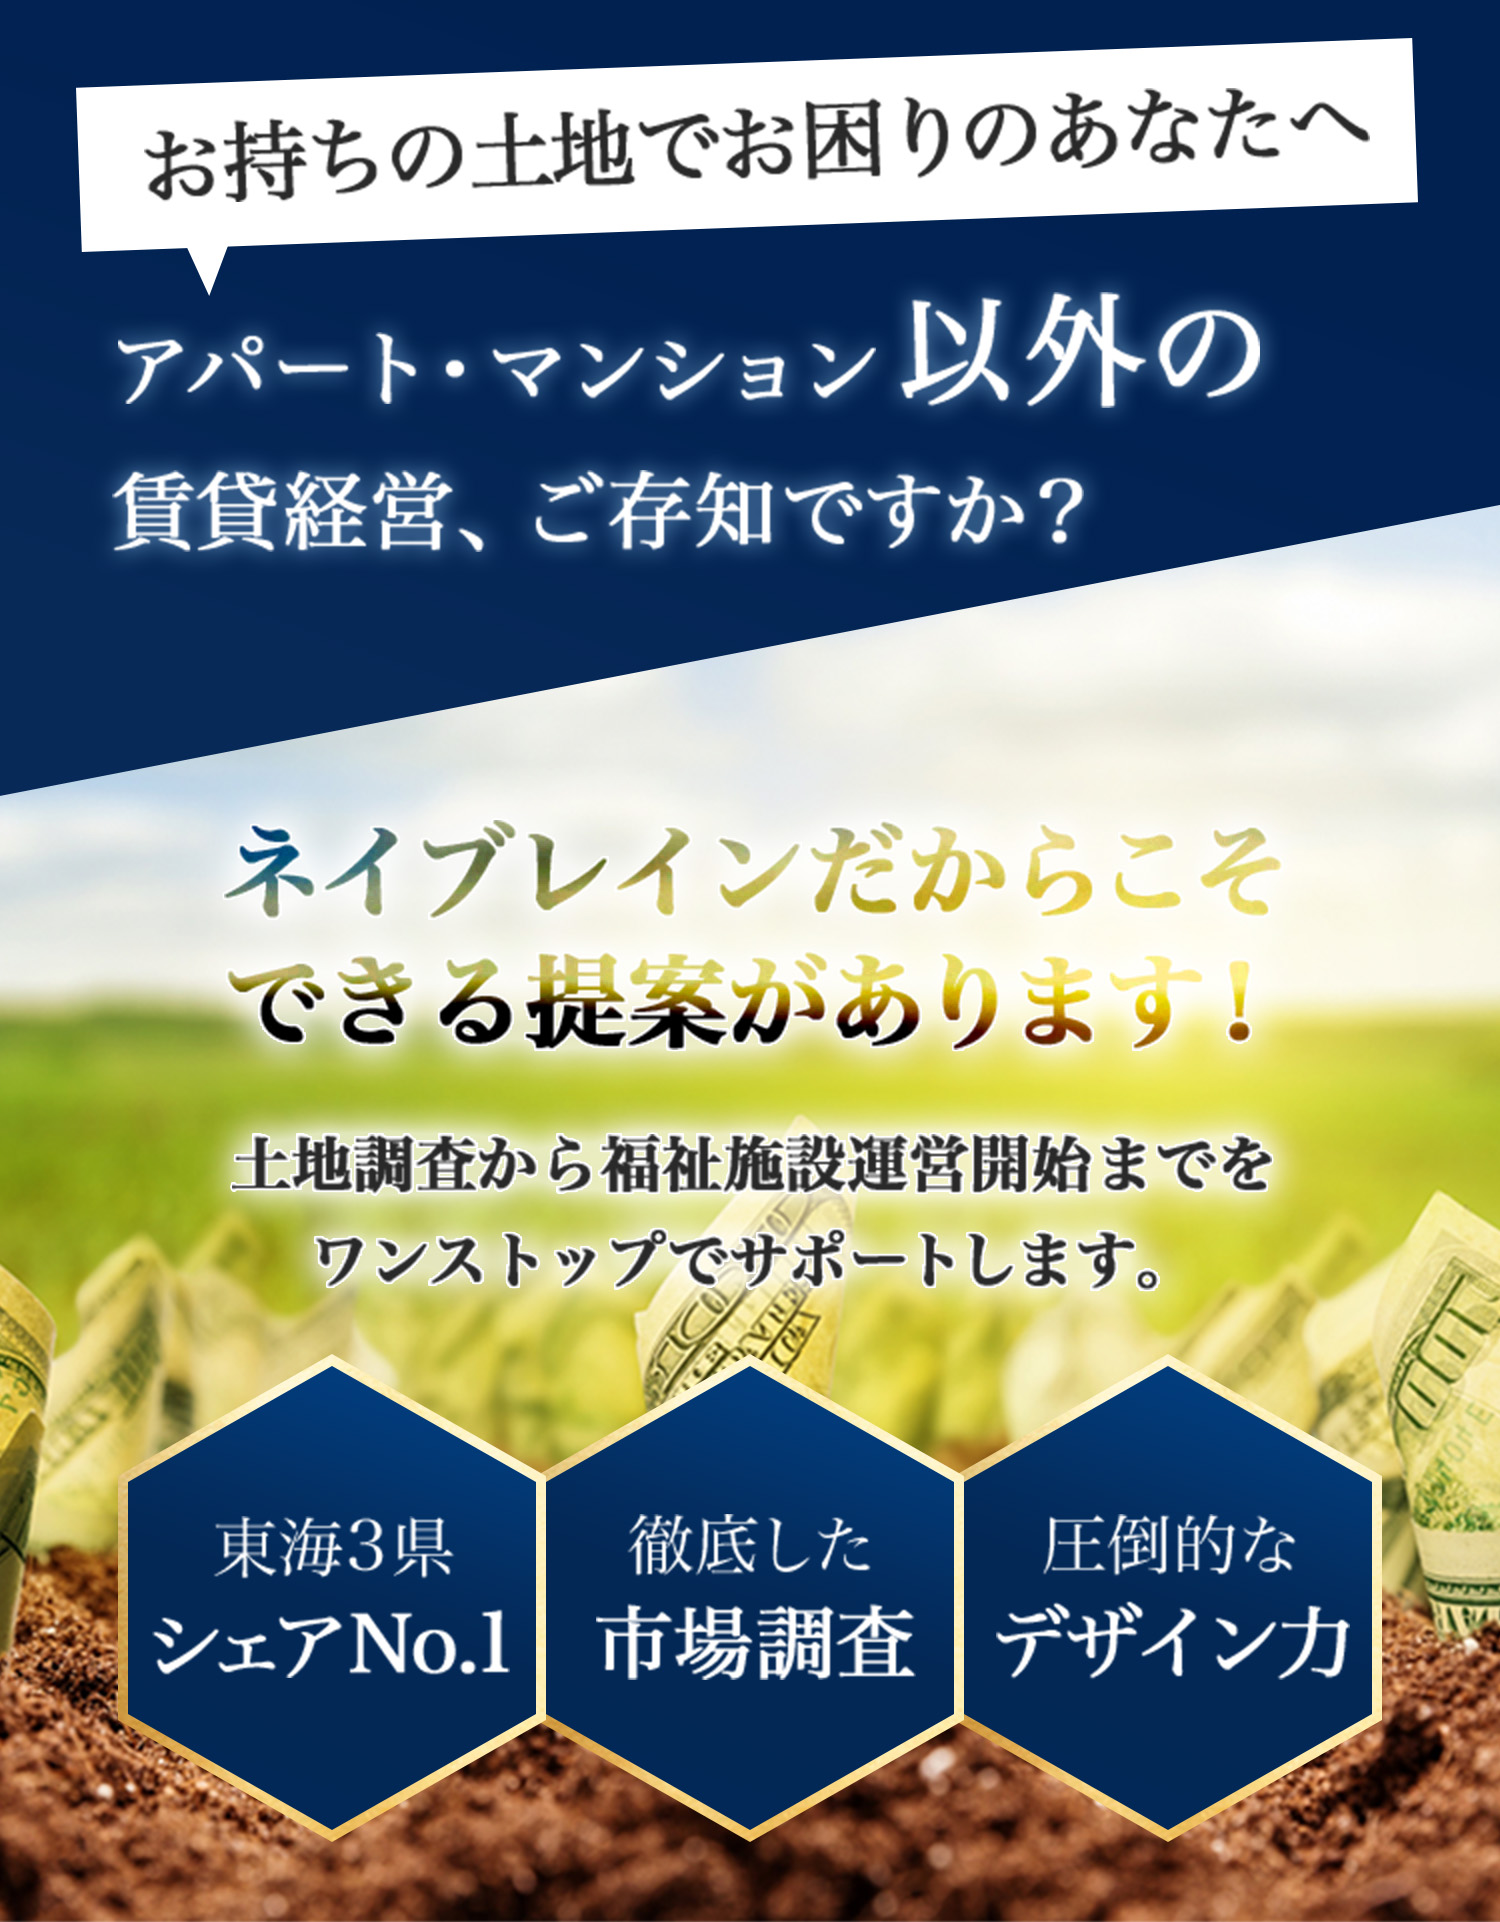 お持ちの土地でお困りのあなたへ
アパート・マンション以外の
賃貸経営、ご存知ですか？
ネイブレインだからこそ
できる提案があります！
土地調査から福祉施設運営開始までを
ワンストップでサポートします。
東海3県
シェアNo.1
徹底した
市場調査
圧倒的な
デザイン力